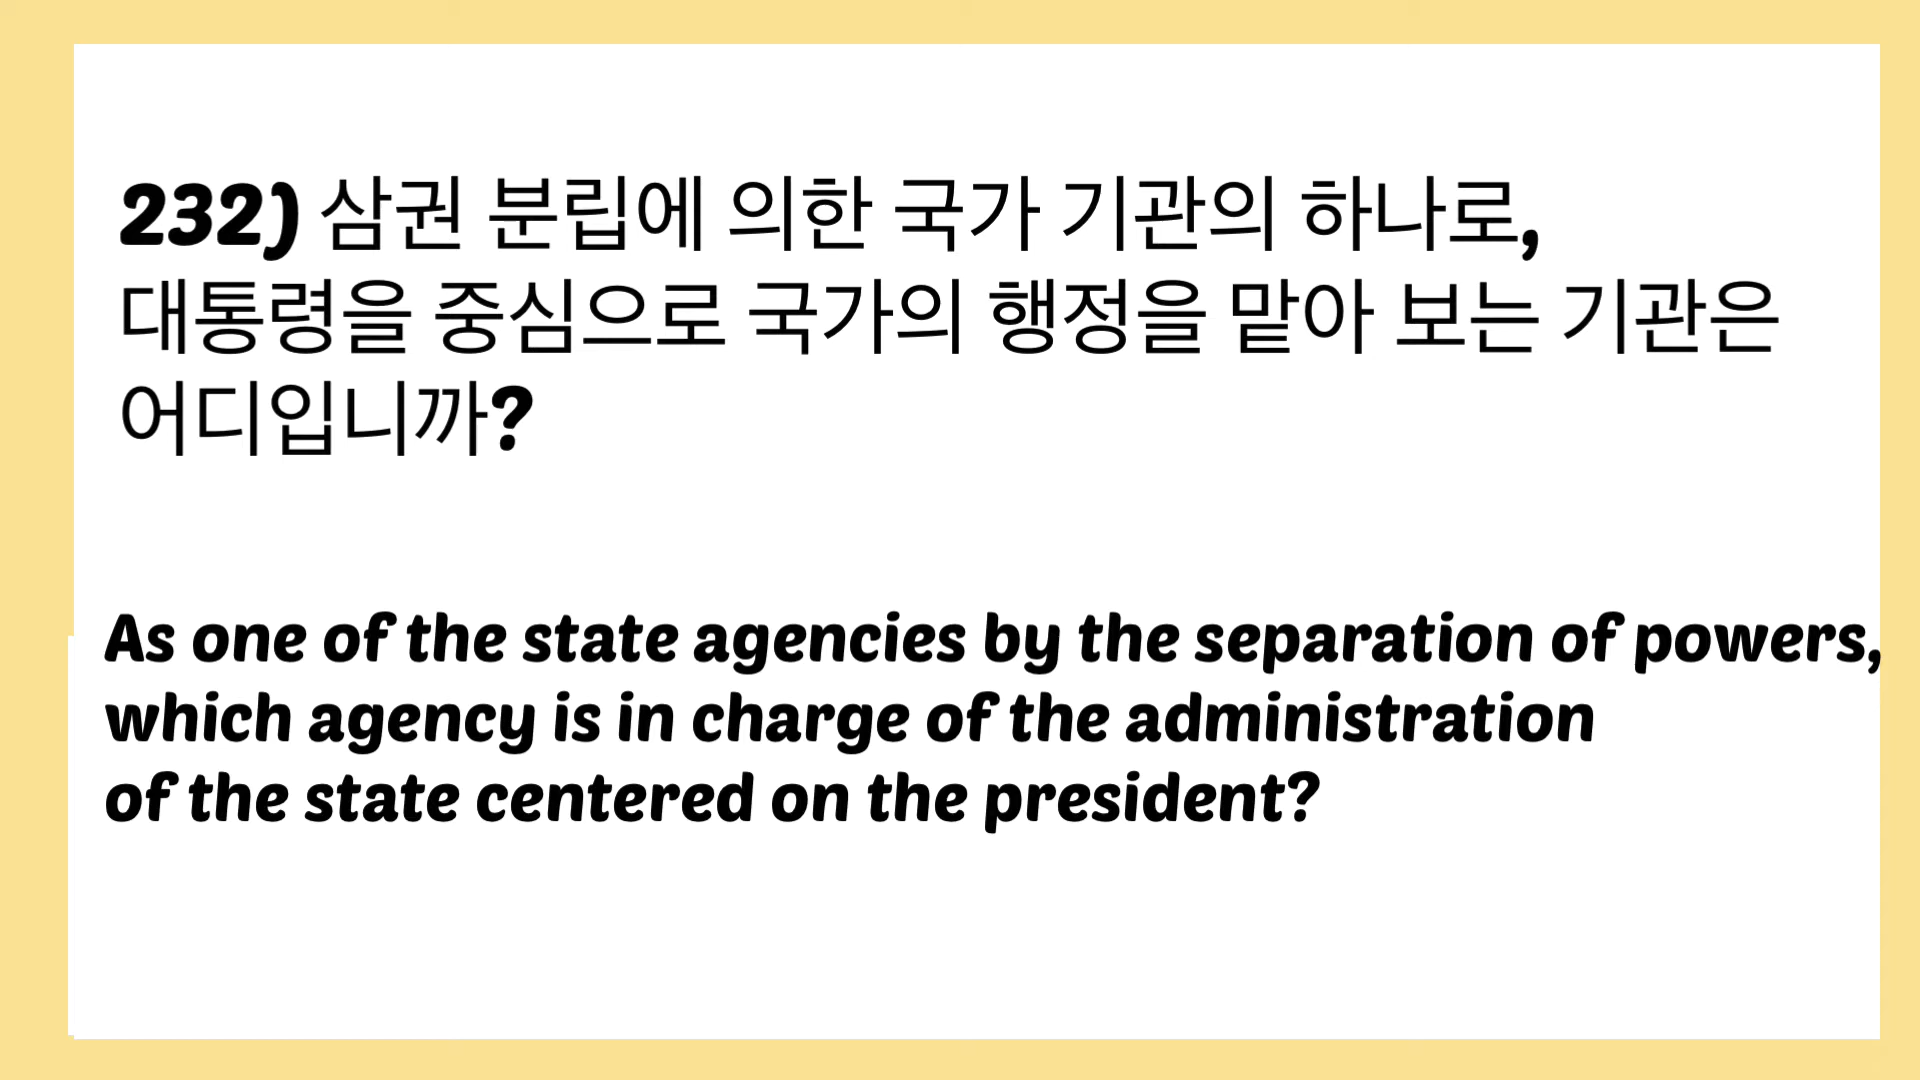 232) 삼권 분립에 의한 국가 기관의 하나로,
대통령을 중심으로 국가의 행정을 맡아 보는 기관은
어디입니까?
As one of the state agencies by the separation of powers,
which agency is in charge of the administration
of the state centered on the president?